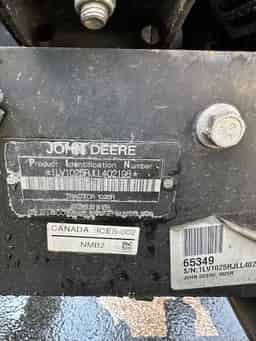 JOHN DEERE
Product Identification Number
*1LV1025RJLL402198*
TRACTOR 1025R
CANADA ICES-002
NMB2
65349
S/N:1LV1025RJLL402
JOHN DEERE, 1025R